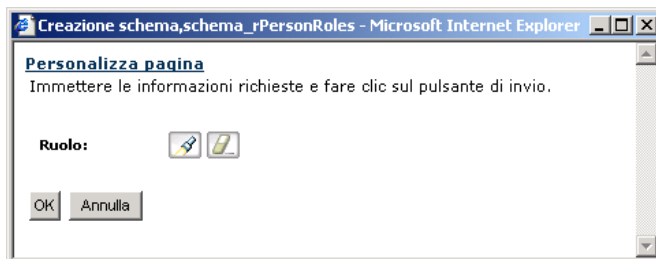 Creazione schema,schema_rPersonRoles - Microsoft Internet Explorer
Personalizza pagina
Immettere le informazioni richieste e fare clic sul pulsante di invio.
Ruolo:
OK Annulla